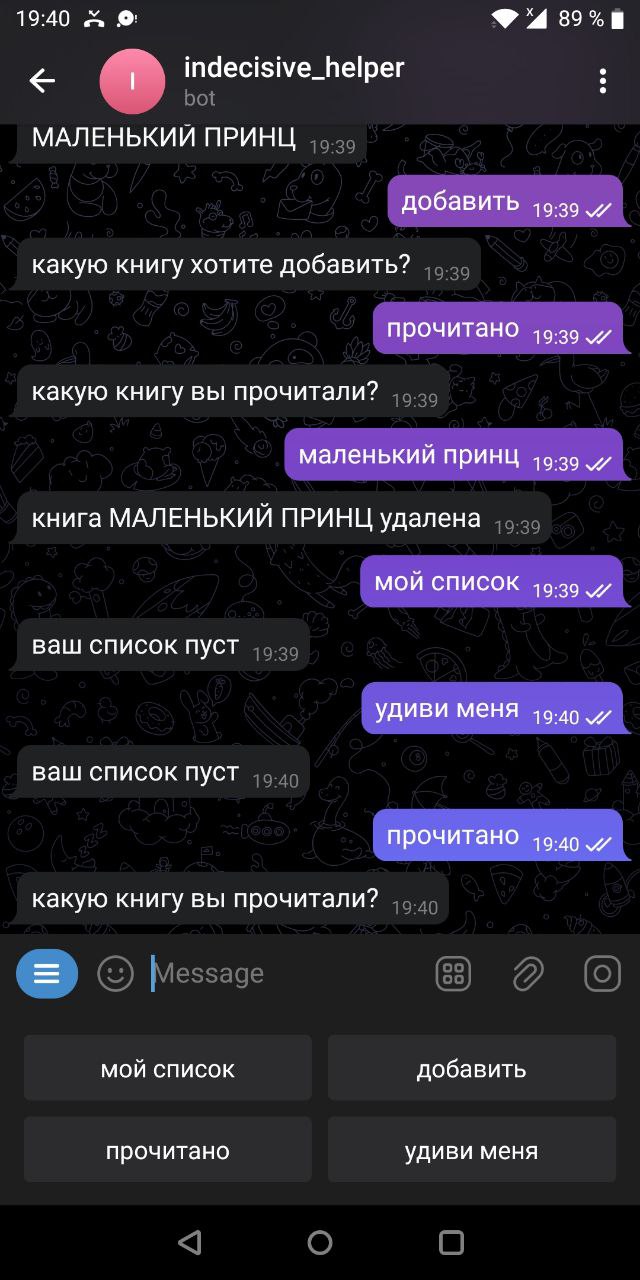 19:40 89 %
I
indecisive_helper
bot
МАЛЕНЬКИЙ ПРИНЦ 19:39
добавить 19:39
какую книгу хотите добавить? 19:39
прочитано 19:39
какую книгу вы прочитали? 19:39
маленький принц 19:39
книга МАЛЕНЬКИЙ ПРИНЦ удалена 19:39
мой список 19:39
ваш список пуст 19:39
удиви меня 19:40
ваш список пуст 19:40
прочитано 19:40
какую книгу вы прочитали? 19:40
Message
мой список добавить
прочитано удиви меня